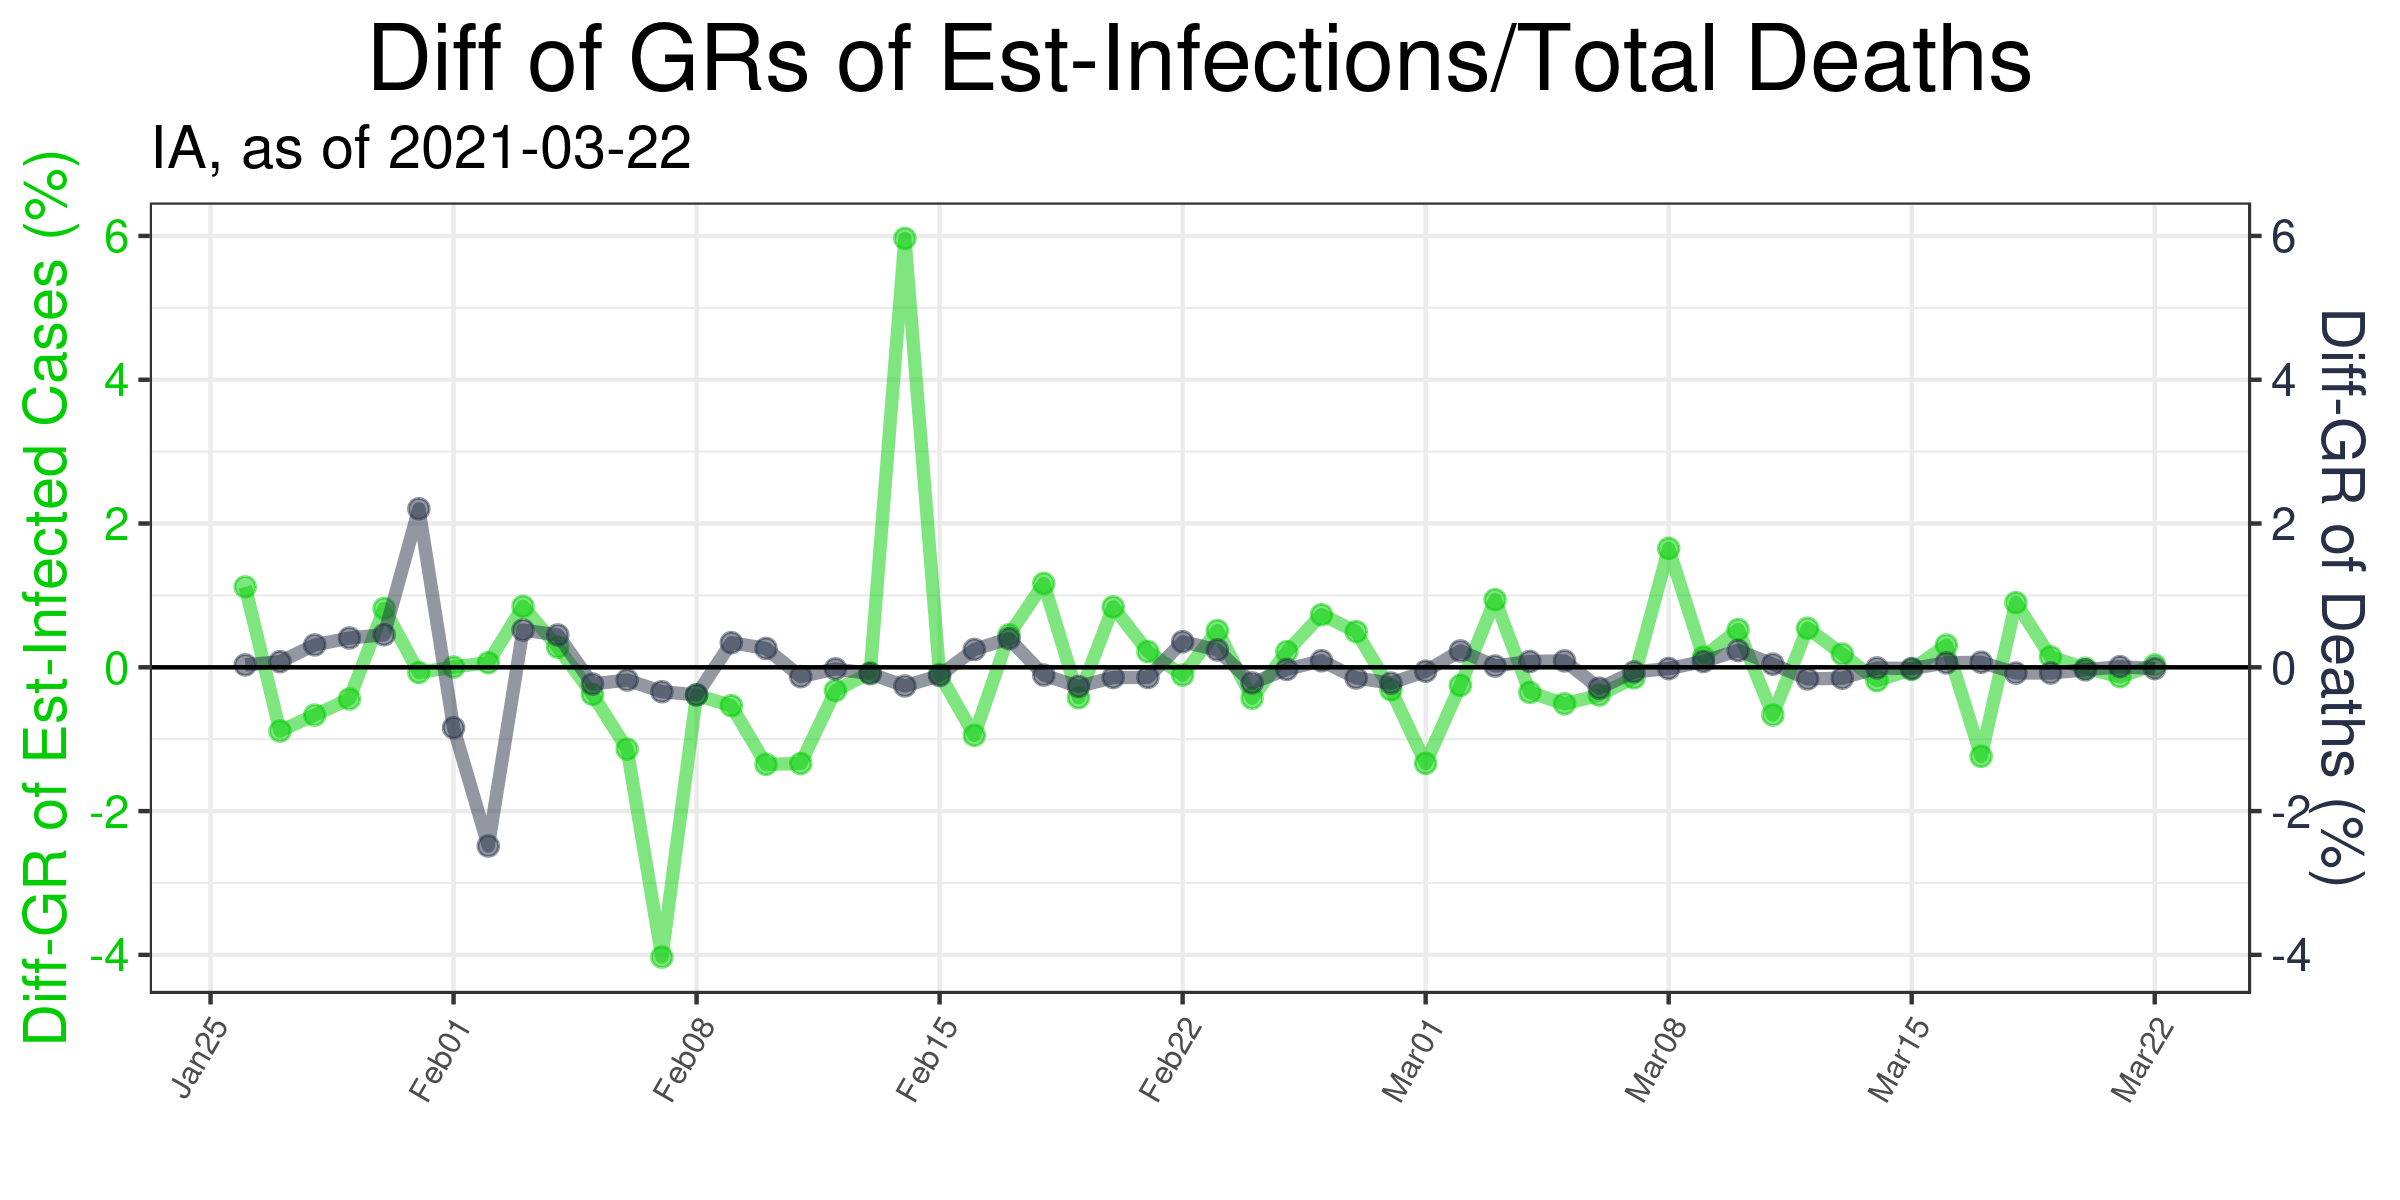 Diff of GRs of Est-Infections/Total Deaths
IA, as of 2021-03-22
Diff-GR of Est-Infected Cases (%)
6
4
2
0
-2
-4
6
4
2
0
-2
-4
Diff-GR of Deaths (%)
Jan25
Feb01
Feb08
Feb15
Feb22
Mar01
Mar08
Mar15
Mar22